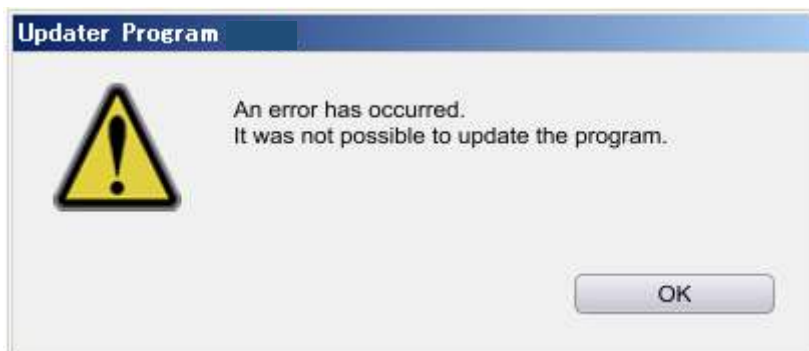 Updater Program
An error has occurred.
It was not possible to update the program.
OK